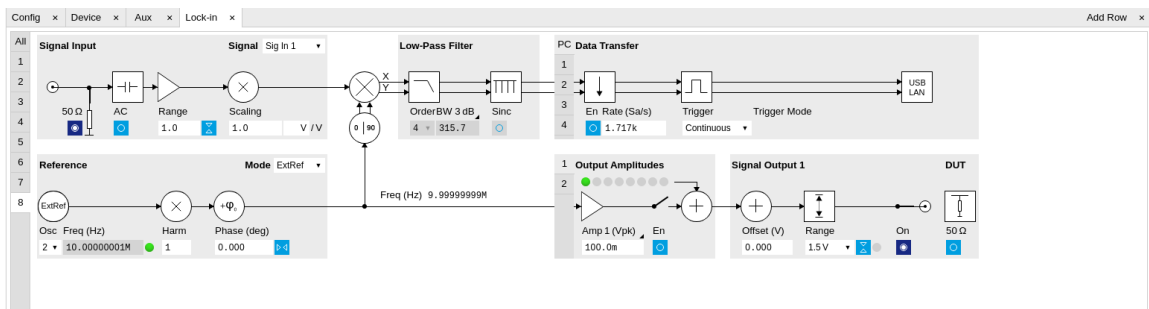 Config × Device × Aux × Lock-in × Add Row ×
All
1
2
3
4
5
6
7
8
Signal Input Signal Sig In 1
50 Ω AC Range Scaling
1.0 1.0 V / V
X
Y
0 90
Low-Pass Filter
Order BW 3 dB Sinc
4 315.7
PC Data Transfer
1
2
3
4
USB
LAN
En Rate (Sa/s) Trigger Trigger Mode
1.717k Continuous
Reference Mode ExtRef
ExtRef +φ₀
Osc Freq (Hz) Harm Phase (deg)
2 10.00000001M 1 0.000
Freq (Hz) 9.99999999M
1 Output Amplitudes
2
Amp 1 (Vpk) En
100.0m
Signal Output 1 DUT
Offset (V) Range On 50 Ω
0.000 1.5 V